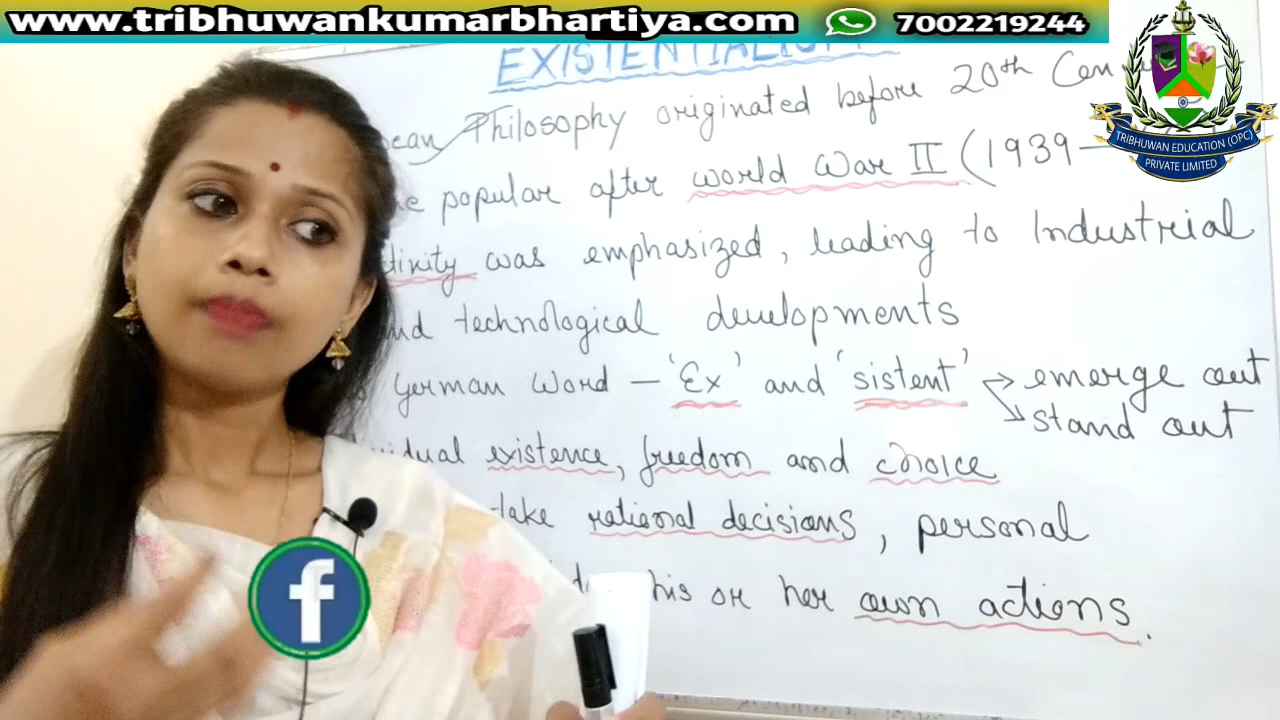 www.tribhuwankumarbhartiya.com 7002219244
EXISTENTIALISM
Philosophy originated before 20th
popular after world War II (1939-
was emphasized, leading to Industrial
technological developments
German Word - 'Ex' and 'sistent' emerge out
stand out
existence, freedom and choice
take rational decisions, personal
his or her own actions.
TRIBHUWAN EDUCATION (OPC)
PRIVATE LIMITED
f